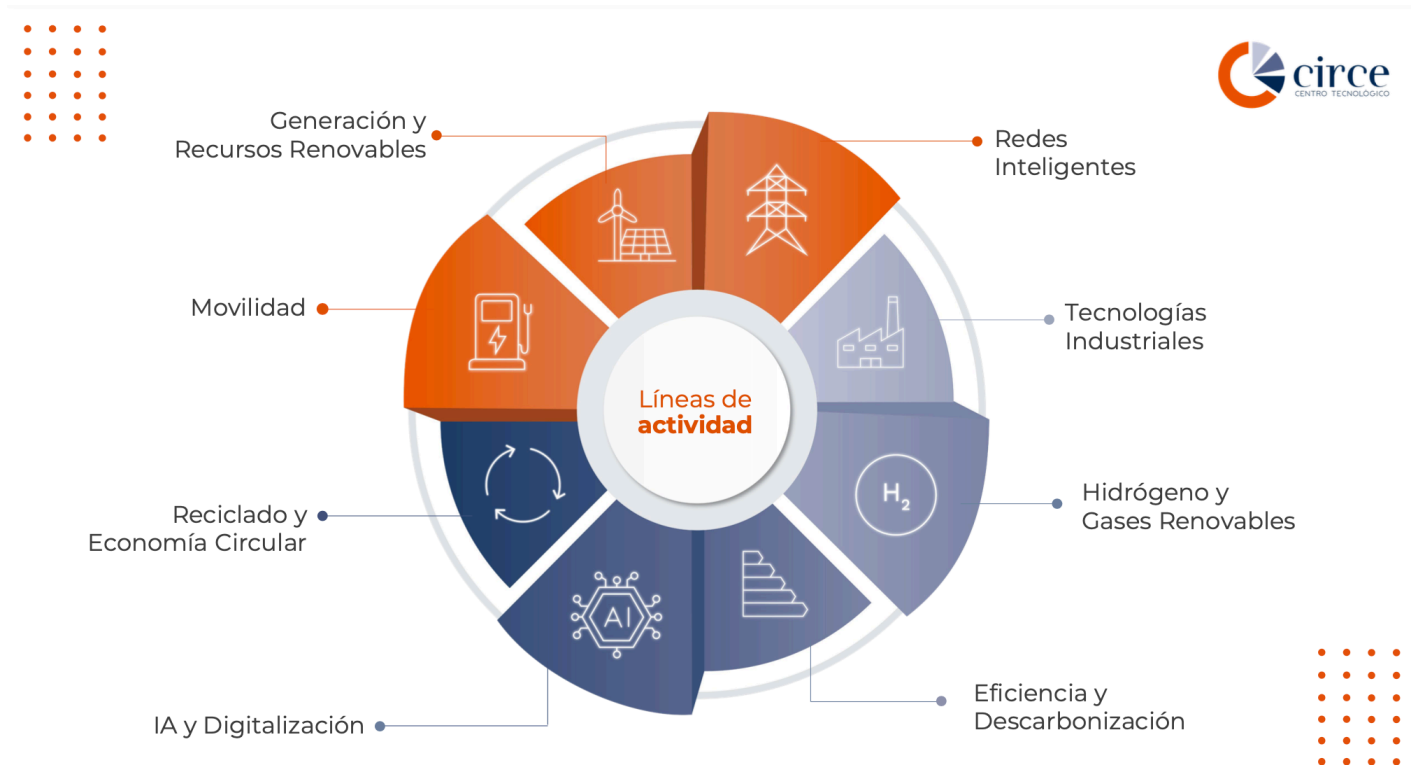 circe
CENTRO TECNOLÓGICO
Generación y
Recursos Renovables
Redes
Inteligentes
Movilidad
Tecnologías
Industriales
Líneas de
actividad
H₂
Hidrógeno y
Gases Renovables
Reciclado y
Economía Circular
AI
IA y Digitalización
Eficiencia y
Descarbonización